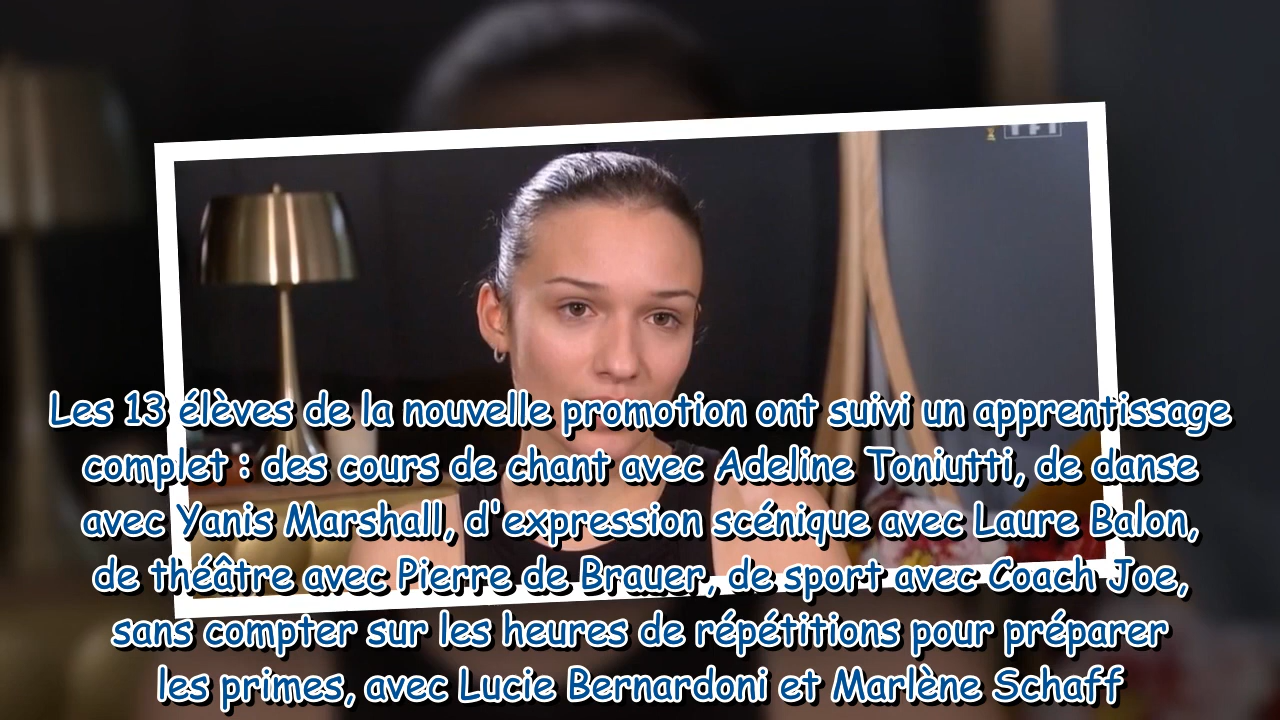 TF1
Les 13 élèves de la nouvelle promotion ont suivi un apprentissage
complet : des cours de chant avec Adeline Toniutti, de danse
avec Yanis Marshall, d'expression scénique avec Laure Balon,
de théâtre avec Pierre de Brauer, de sport avec Coach Joe,
sans compter sur les heures de répétitions pour préparer
les primes, avec Lucie Bernardoni et Marlène Schaff